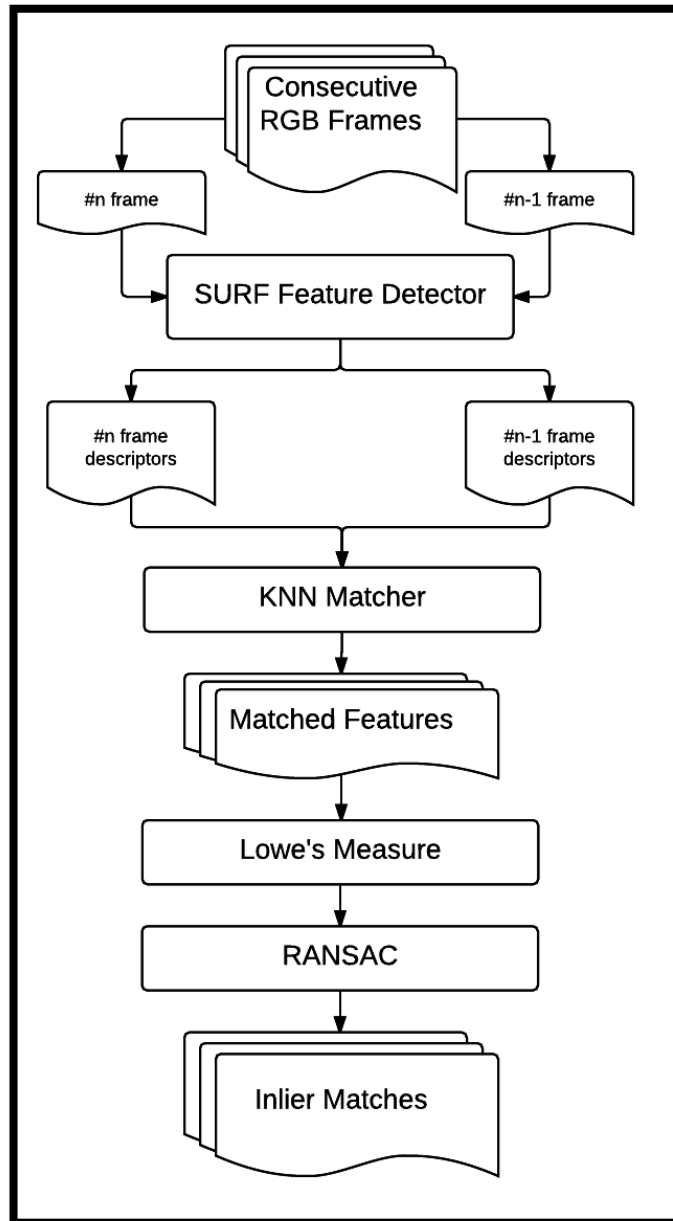 Consecutive
RGB Frames
#n frame
#n-1 frame
SURF Feature Detector
#n frame
descriptors
#n-1 frame
descriptors
KNN Matcher
Matched Features
Lowe's Measure
RANSAC
Inlier Matches